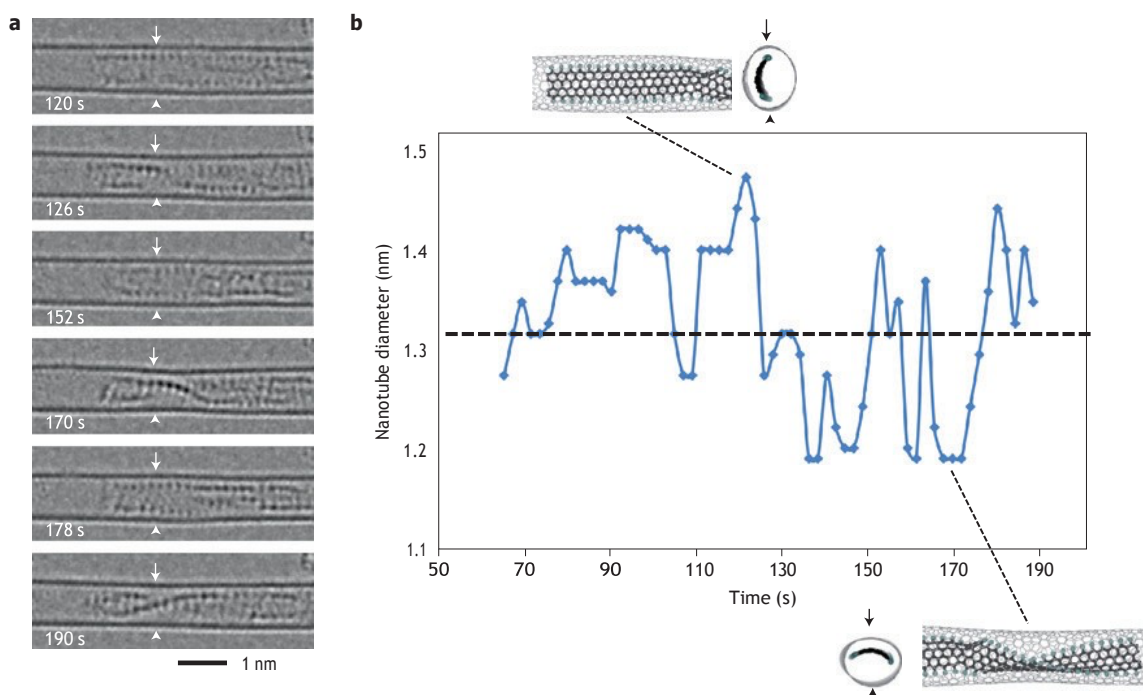 a
120 s
126 s
152 s
170 s
178 s
190 s
1 nm
b
Nanotube diameter (nm)
1.5
1.4
1.3
1.2
1.1
50
70
90
110
130
150
170
190
Time (s)